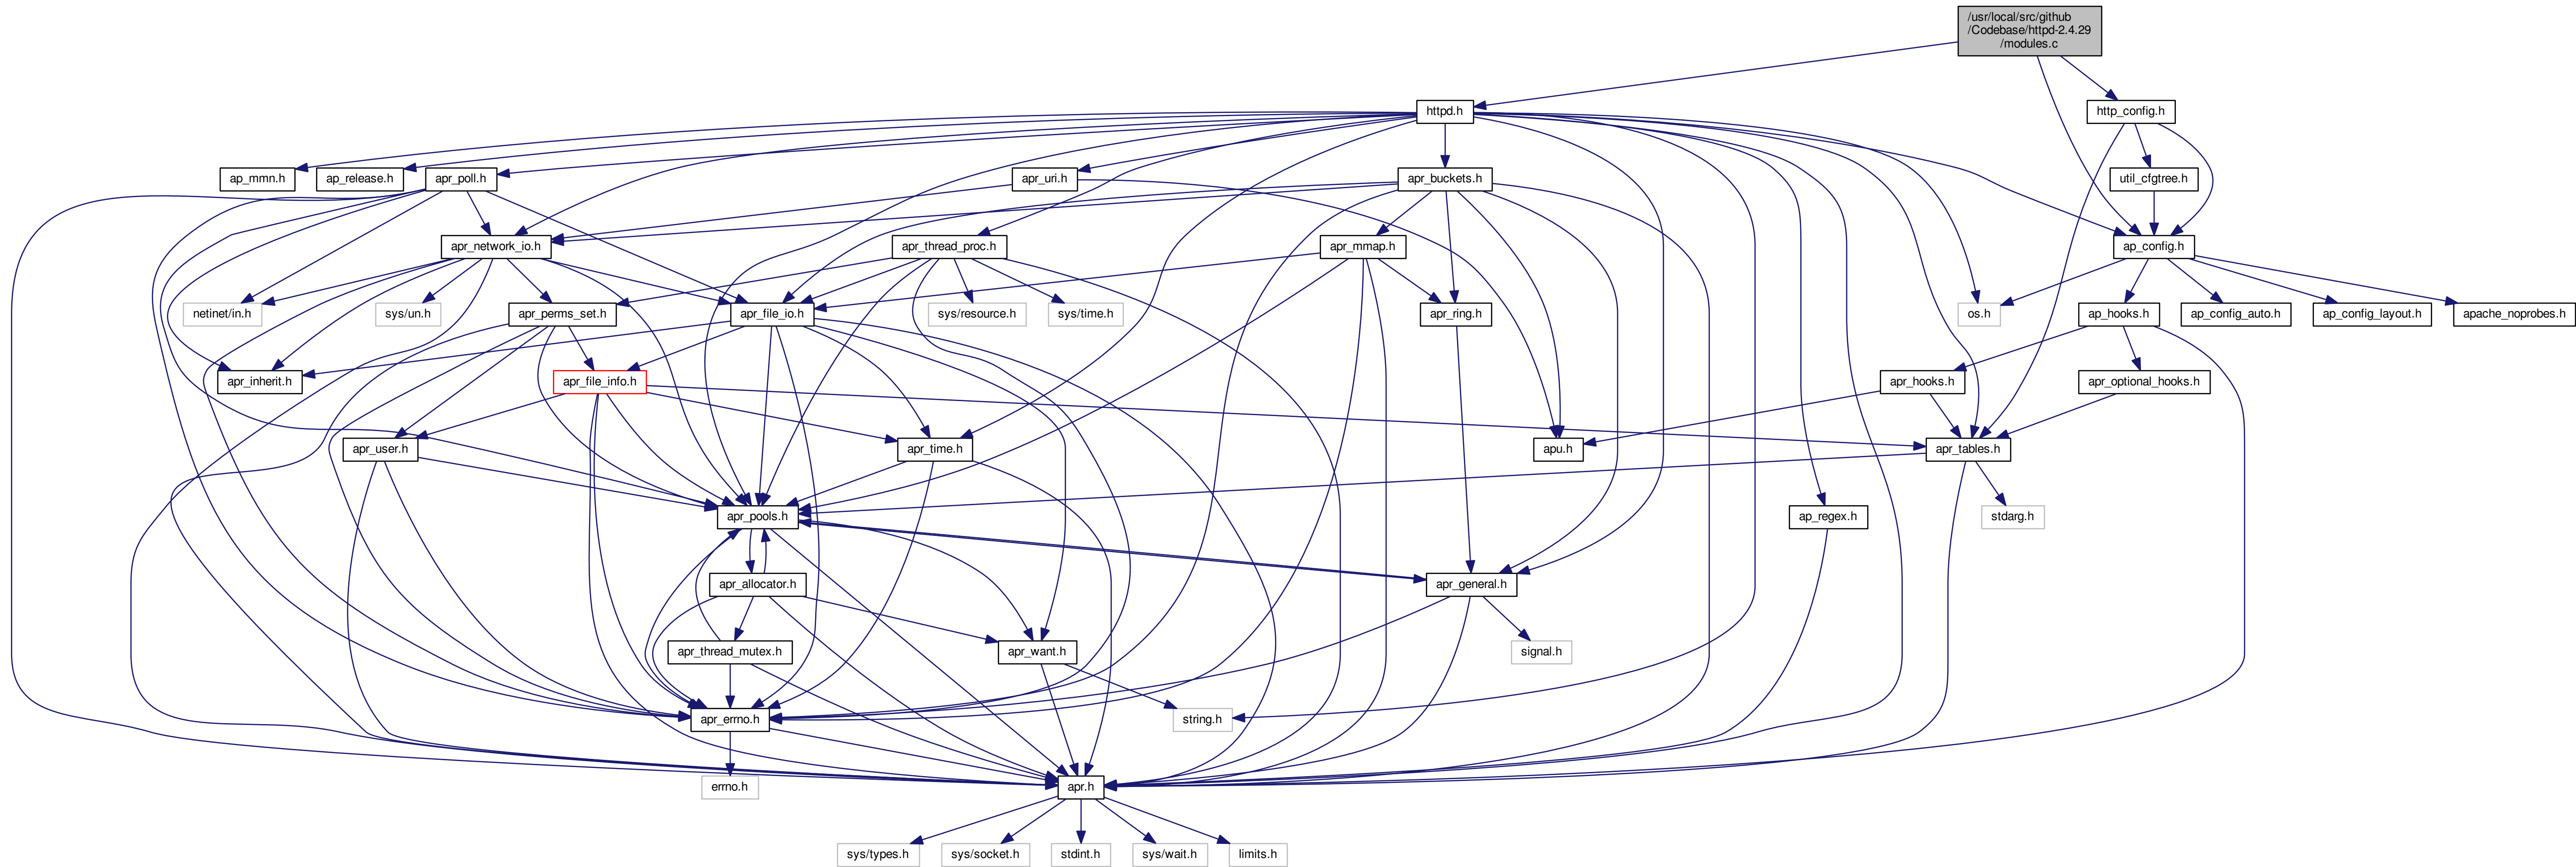 /usr/local/src/github
/Codebase/httpd-2.4.29
/modules.c
httpd.h
http_config.h
ap_mmn.h
ap_release.h
apr_poll.h
apr_uri.h
apr_buckets.h
util_cfgtree.h
apr_network_io.h
apr_thread_proc.h
apr_mmap.h
ap_config.h
netinet/in.h
sys/un.h
apr_perms_set.h
apr_file_io.h
sys/resource.h
sys/time.h
apr_ring.h
os.h
ap_hooks.h
ap_config_auto.h
ap_config_layout.h
apache_noprobes.h
apr_inherit.h
apr_file_info.h
apr_hooks.h
apr_optional_hooks.h
apr_user.h
apr_time.h
apu.h
apr_tables.h
apr_pools.h
ap_regex.h
stdarg.h
apr_allocator.h
apr_general.h
apr_thread_mutex.h
apr_want.h
signal.h
apr_errno.h
string.h
errno.h
apr.h
sys/types.h
sys/socket.h
stdint.h
sys/wait.h
limits.h